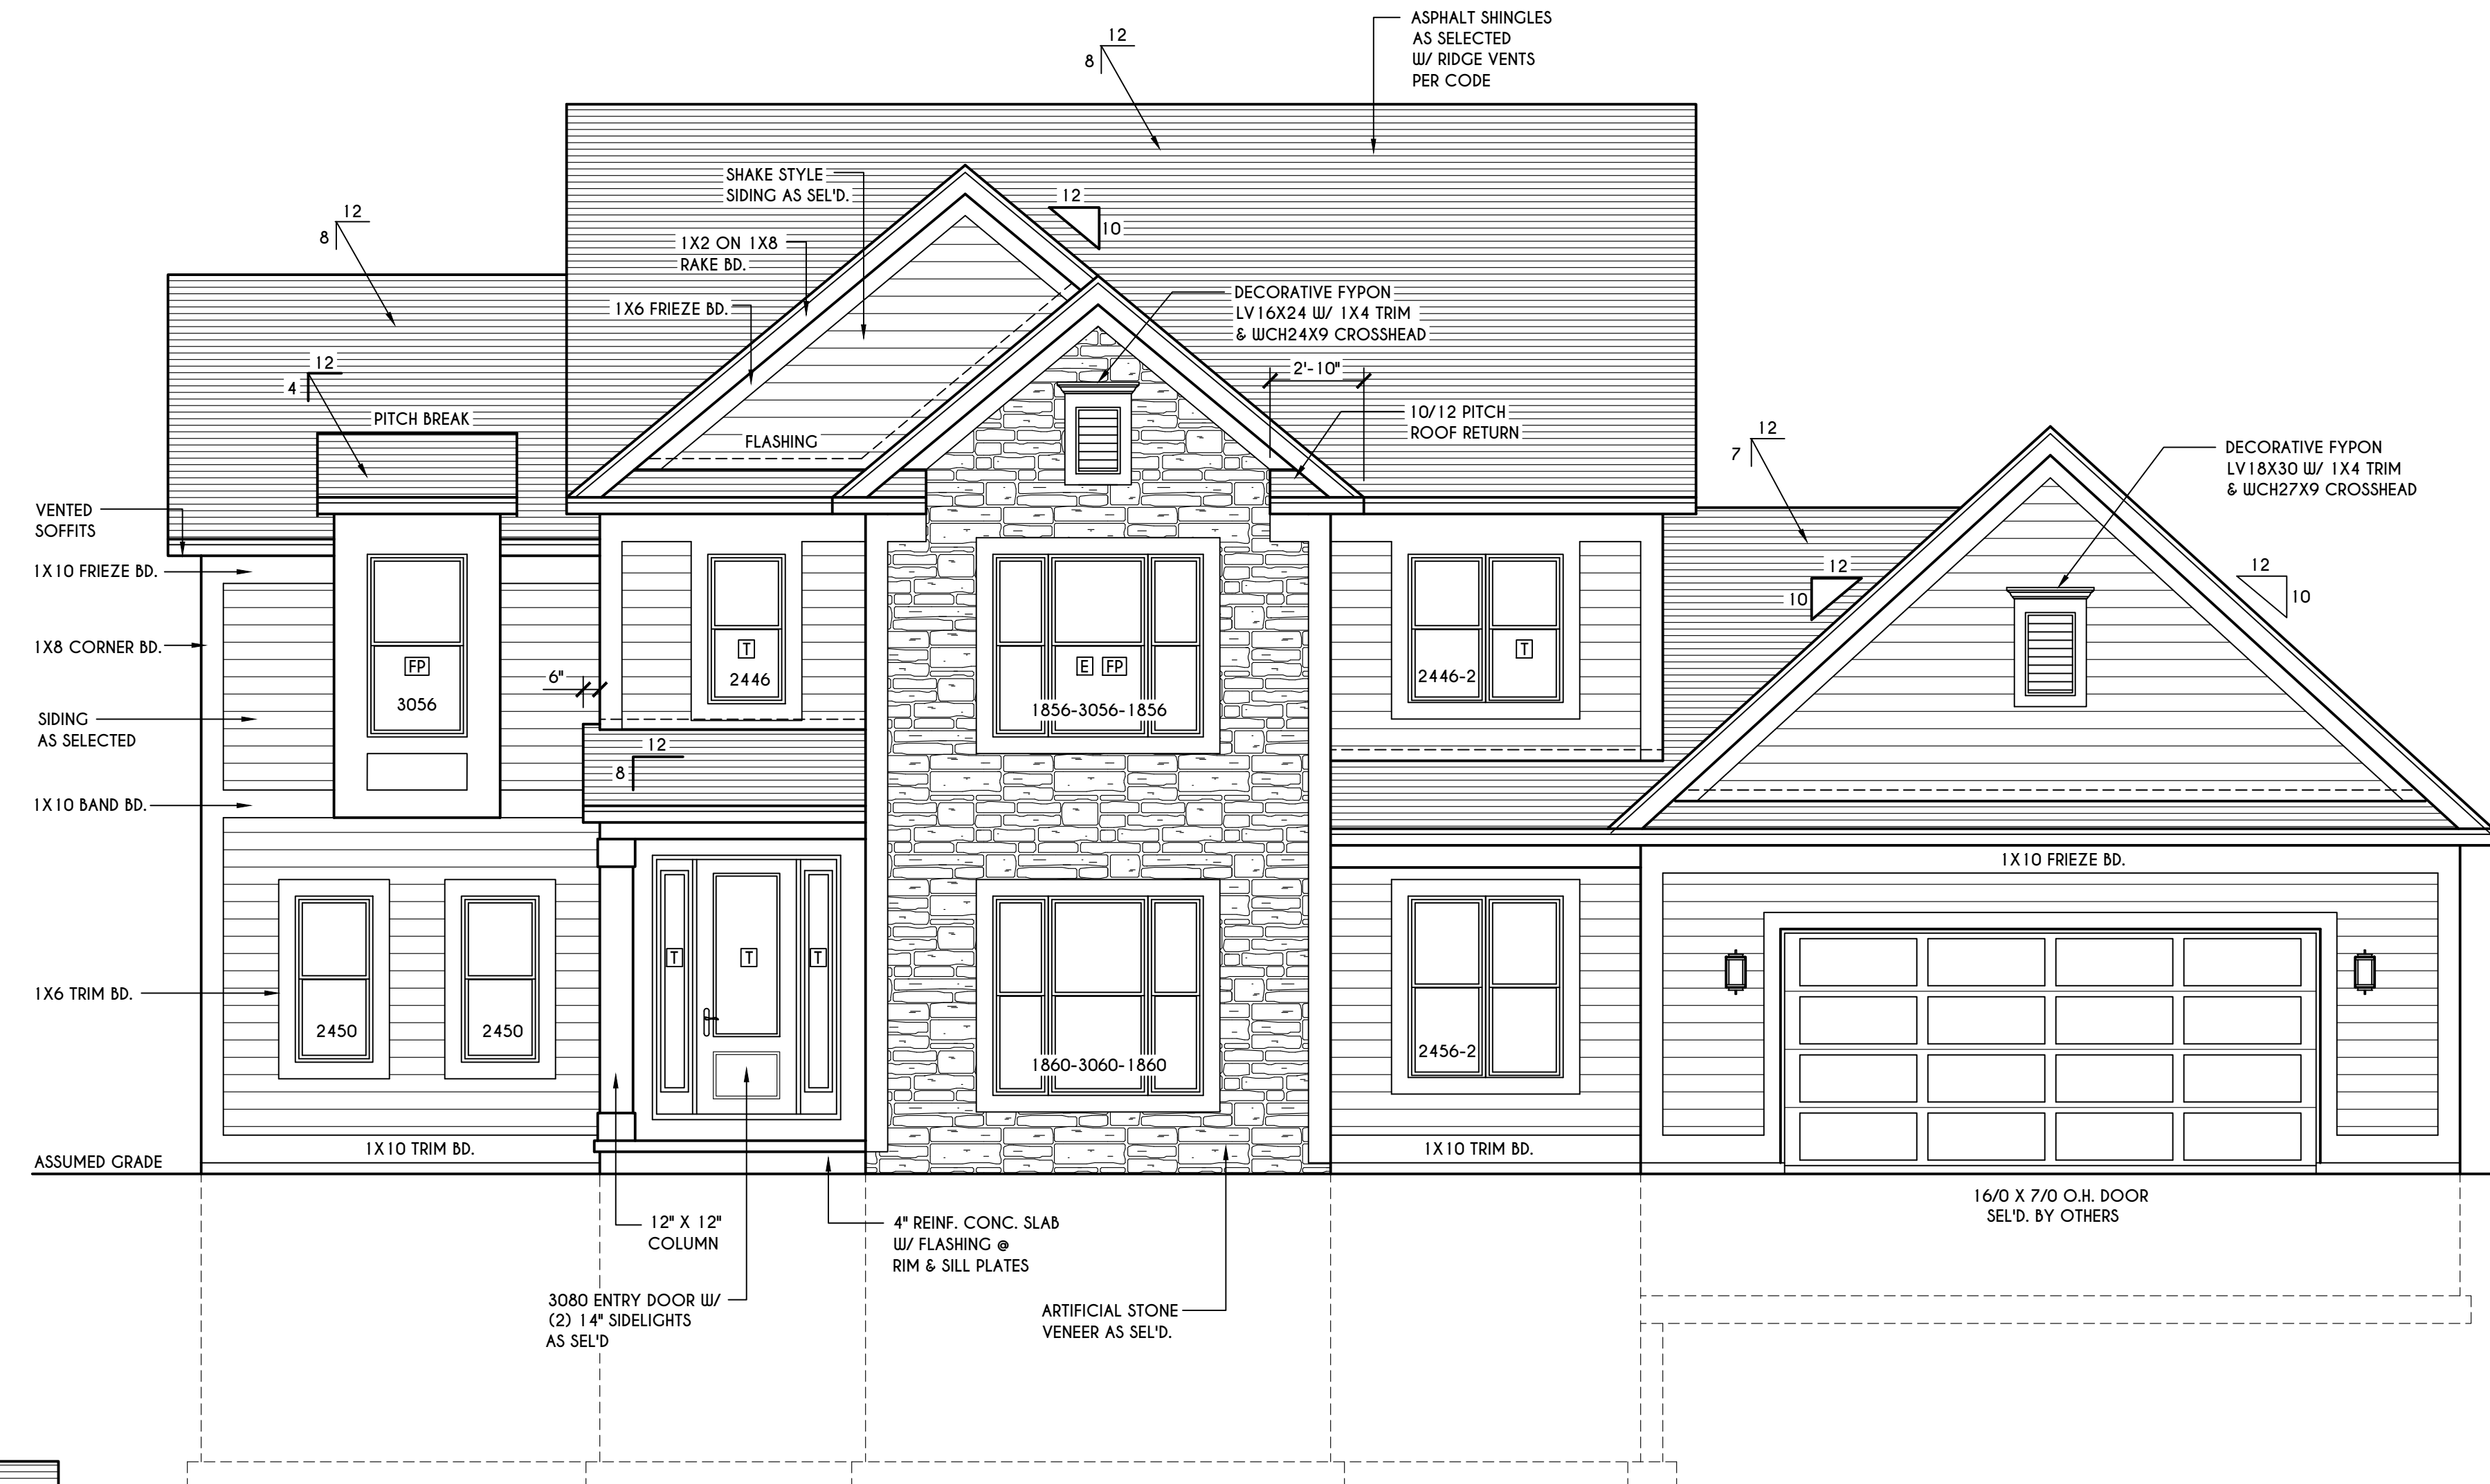 ASPHALT SHINGLES
AS SELECTED
W/ RIDGE VENTS
PER CODE
12
8
SHAKE STYLE
SIDING AS SEL'D.
12
10
12
8
1X2 ON 1X8
RAKE BD.
1X6 FRIEZE BD.
DECORATIVE FYPON
LV16X24 W/ 1X4 TRIM
& WCH24X9 CROSSHEAD
12
4
2'-10"
PITCH BREAK
10/12 PITCH
ROOF RETURN
FLASHING
12
7
DECORATIVE FYPON
LV18X30 W/ 1X4 TRIM
& WCH27X9 CROSSHEAD
VENTED
SOFFITS
1X10 FRIEZE BD.
12
10
12
10
1X8 CORNER BD.
FP
3056
6"
T
2446
E FP
1856-3056-1856
T
2446-2
SIDING
AS SELECTED
12
8
1X10 BAND BD.
1X10 FRIEZE BD.
T
T
T
1X6 TRIM BD.
2450
2450
1860-3060-1860
2456-2
1X10 TRIM BD.
1X10 TRIM BD.
ASSUMED GRADE
16/0 X 7/0 O.H. DOOR
SEL'D. BY OTHERS
12" X 12"
COLUMN
4" REINF. CONC. SLAB
W/ FLASHING @
RIM & SILL PLATES
3080 ENTRY DOOR W/
(2) 14" SIDELIGHTS
AS SEL'D
ARTIFICIAL STONE
VENEER AS SEL'D.